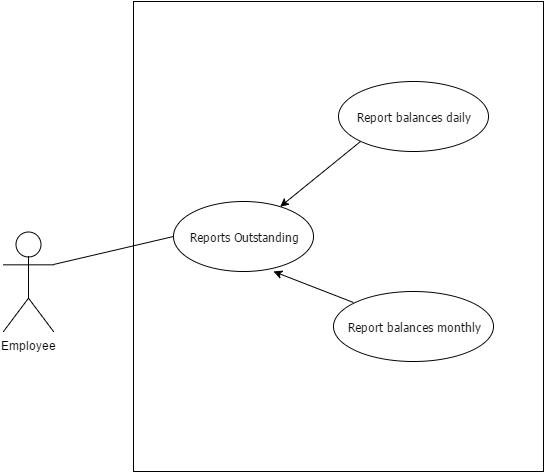 Report balances daily
Reports Outstanding
Report balances monthly
Employee